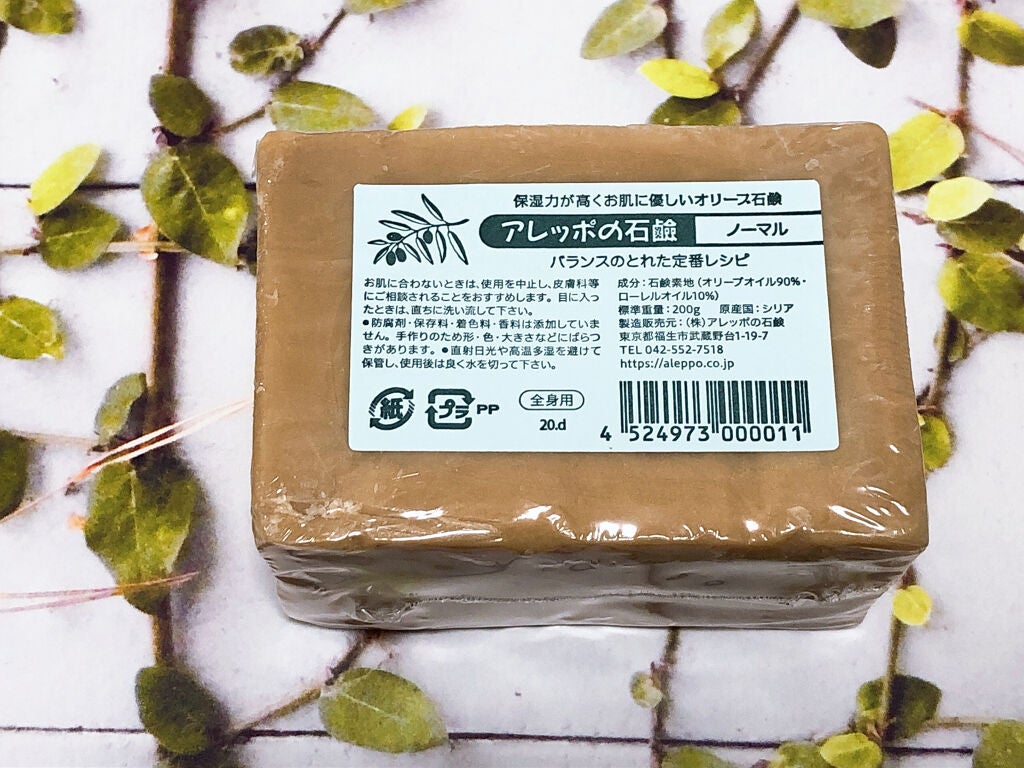 保湿力が高くお肌に優しいオリーブ石鹸
アレッポの石鹸 ノーマル
バランスのとれた定番レシピ
お肌に合わないときは、使用を中止し、皮膚科等
にご相談されることをおすすめします。目に入っ
たときは、直ちに洗い流して下さい。
●防腐剤・保存料・着色料・香料は添加していま
せん。手作りのため形・色・大きさなどにばらつ
きがあります。●直射日光や高温多湿を避けて
保管し、使用後は良く水を切って下さい。
成分：石鹸素地（オリーブオイル90%・
ローレルオイル10%）
標準重量：200g 原産国：シリア
製造販売元：（株）アレッポの石鹸
東京都福生市武蔵野台1-19-7
TEL 042-552-7518
https://aleppo.co.jp
紙 プラ PP
全身用
20.d
4 524973 000011